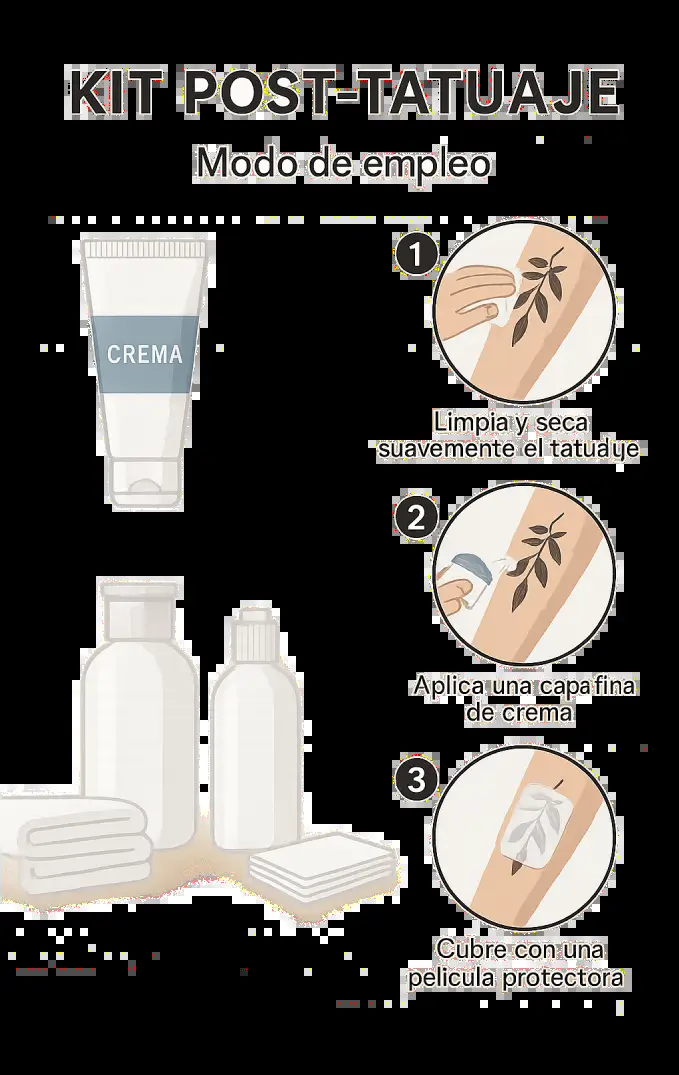 KIT POST-TATUAJE
Modo de empleo
CREMA
1
Limpia y seca
suavemente el tatualje
2
Aplica una capa fina
de crema
3
Cubre con una
pelicula protectora